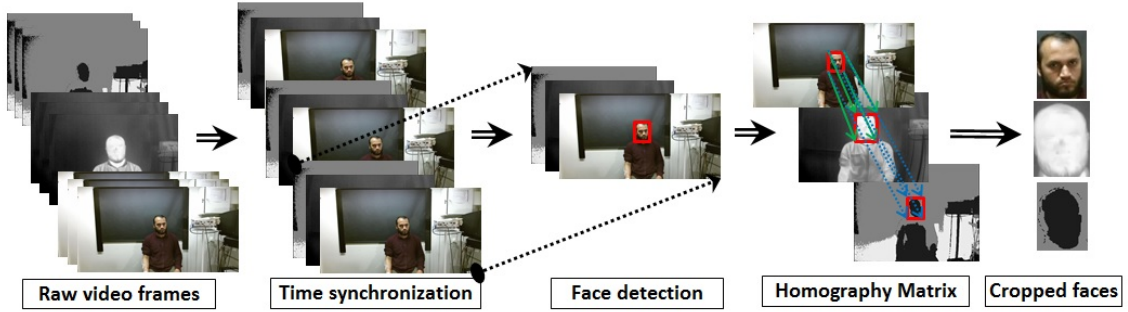 Raw video frames
Time synchronization
Face detection
Homography Matrix
Cropped faces